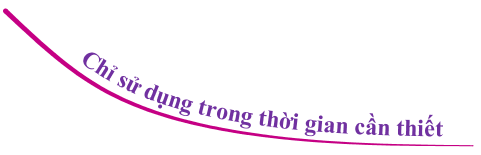 Chỉ sử dụng trong thời gian cần thiết